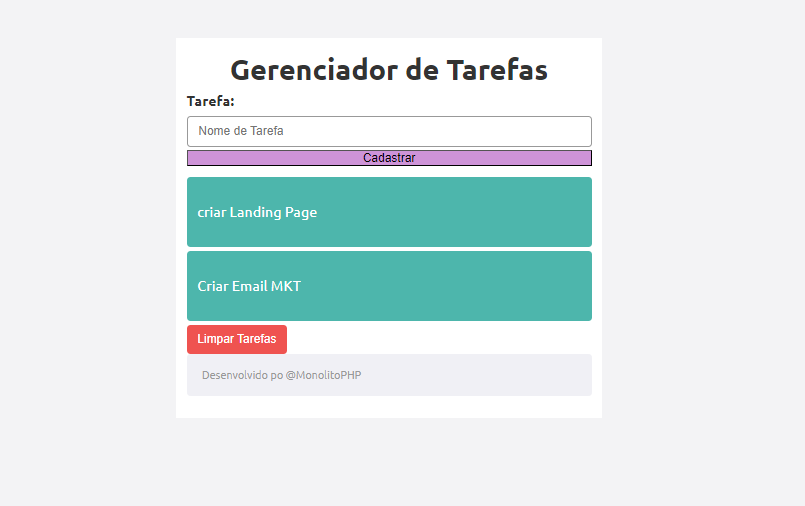 Gerenciador de Tarefas
Tarefa:
Nome de Tarefa
Cadastrar
criar Landing Page
Criar Email MKT
Limpar Tarefas
Desenvolvido po @MonolitoPHP